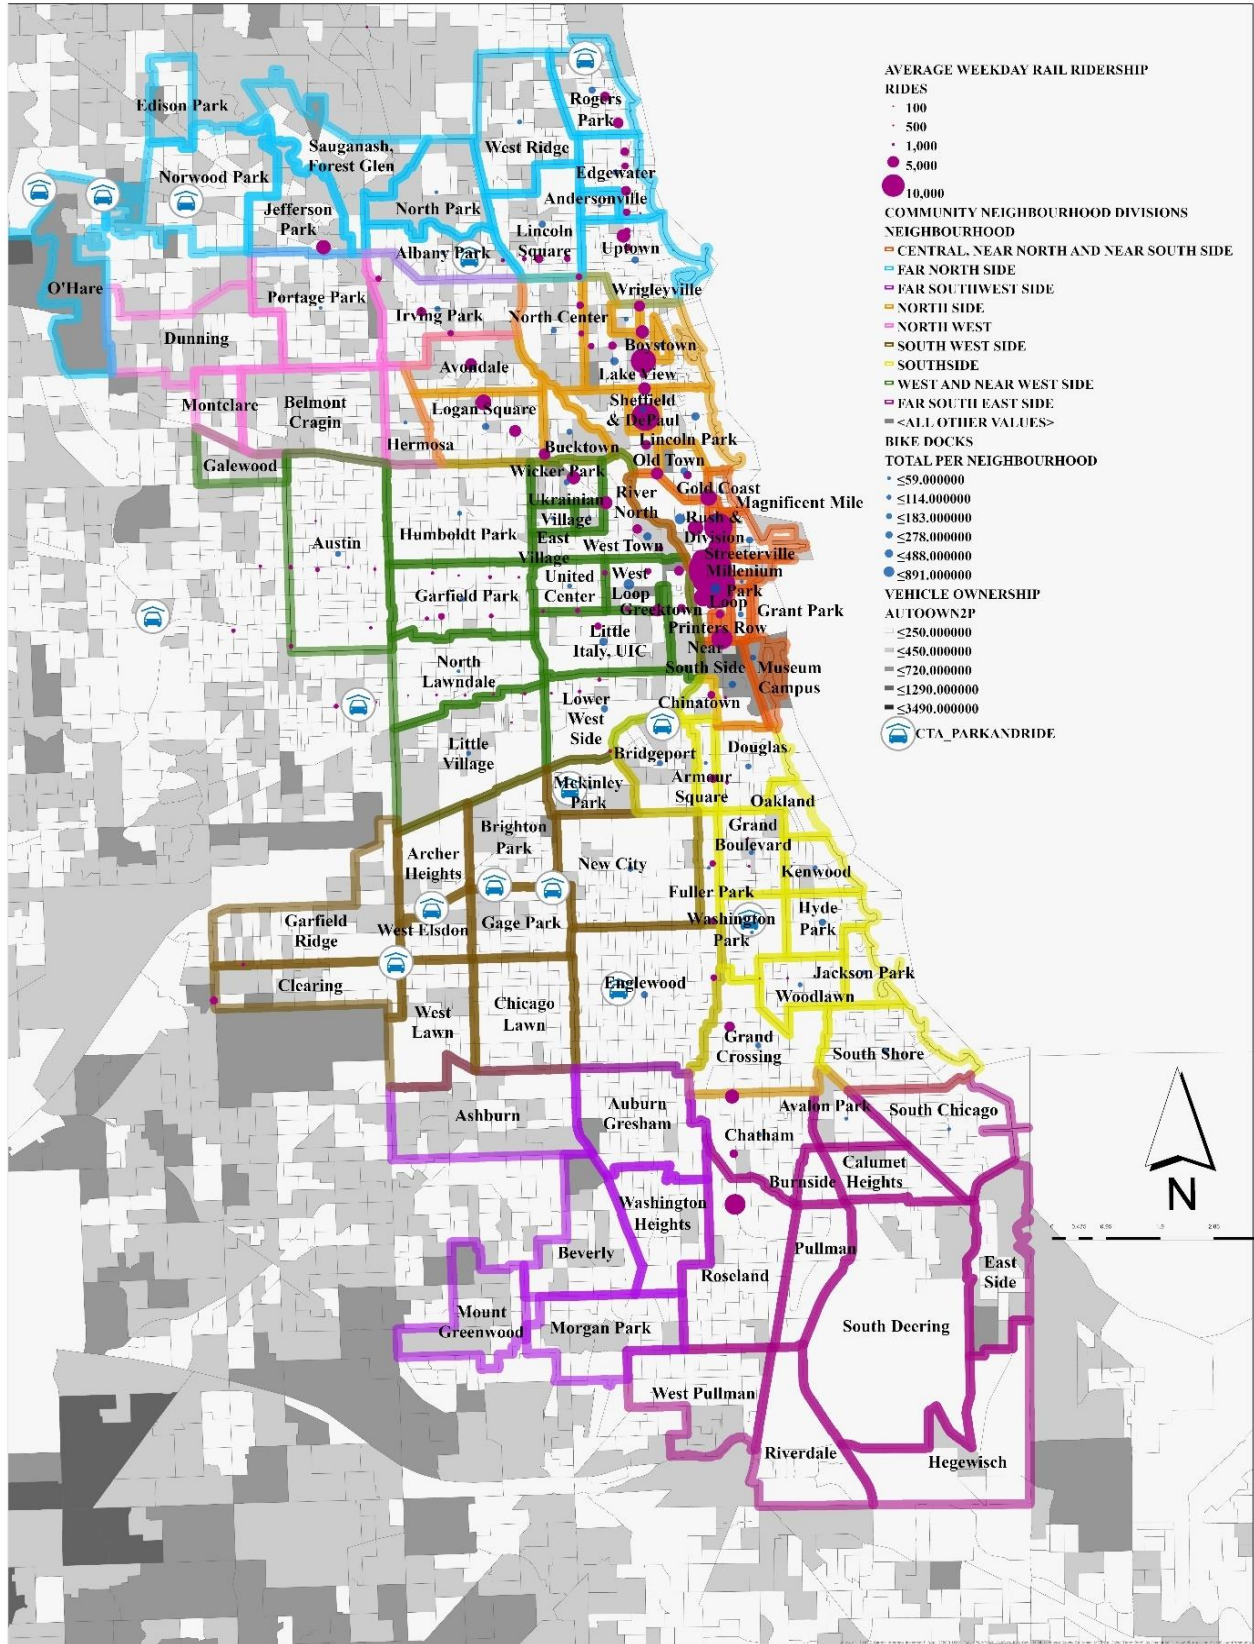 AVERAGE WEEKDAY RAIL RIDERSHIP
RIDES
100
500
1,000
5,000
10,000
COMMUNITY NEIGHBOURHOOD DIVISIONS
NEIGHBOURHOOD
CENTRAL, NEAR NORTH AND NEAR SOUTH SIDE
FAR NORTH SIDE
FAR SOUTHWEST SIDE
NORTH SIDE
NORTH WEST
SOUTH WEST SIDE
SOUTHSIDE
WEST AND NEAR WEST SIDE
FAR SOUTH EAST SIDE
<ALL OTHER VALUES>
BIKE DOCKS
TOTAL PER NEIGHBOURHOOD
≤59.000000
≤114.000000
≤183.000000
≤278.000000
≤488.000000
≤891.000000
VEHICLE OWNERSHIP
AUTOOWN2P
≤250.000000
≤450.000000
≤720.000000
≤1290.000000
≤3490.000000
CTA_PARKANDRIDE
Edison Park
Rogers
Park
Sauganash,
Forest Glen
West Ridge
Norwood Park
Edgewater
Andersonville
Jefferson
Park
North Park
Lincoln
Square
Albany Park
Uptown
O'Hare
Portage Park
Wrigleyville
Irving Park
North Center
Dunning
Boystown
Avondale
Lake View
Montclare
Belmont
Cragin
Logan Square
Sheffield
& DePaul
Hermosa
Lincoln Park
Bucktown
Galewood
Wicker Park
Old Town
Gold Coast
Ukrainian
Village
River
North
Magnificent Mile
Rush &
Division
Austin
Humboldt Park
East
Village
West Town
Streeterville
Millenium
Park
United
Center
West
Loop
Garfield Park
Loop
Greektown
Grant Park
Printers Row
Little
Italy, UIC
Near
South Side
Museum
Campus
North
Lawndale
Lower
West
Side
Chinatown
Little
Village
Bridgeport
Douglas
Mckinley
Park
Armour
Square
Oakland
Brighton
Park
Grand
Boulevard
Archer
Heights
New City
Kenwood
Fuller Park
Garfield
Ridge
West Elsdon
Gage Park
Washington
Park
Hyde
Park
Clearing
Englewood
Jackson Park
Woodlawn
West
Lawn
Chicago
Lawn
Grand
Crossing
South Shore
Ashburn
Auburn
Gresham
Avalon Park
South Chicago
Chatham
Calumet
Heights
Burnside
Washington
Heights
Beverly
Pullman
East
Side
Roseland
Mount
Greenwood
Morgan Park
South Deering
West Pullman
Riverdale
Hegewisch
N